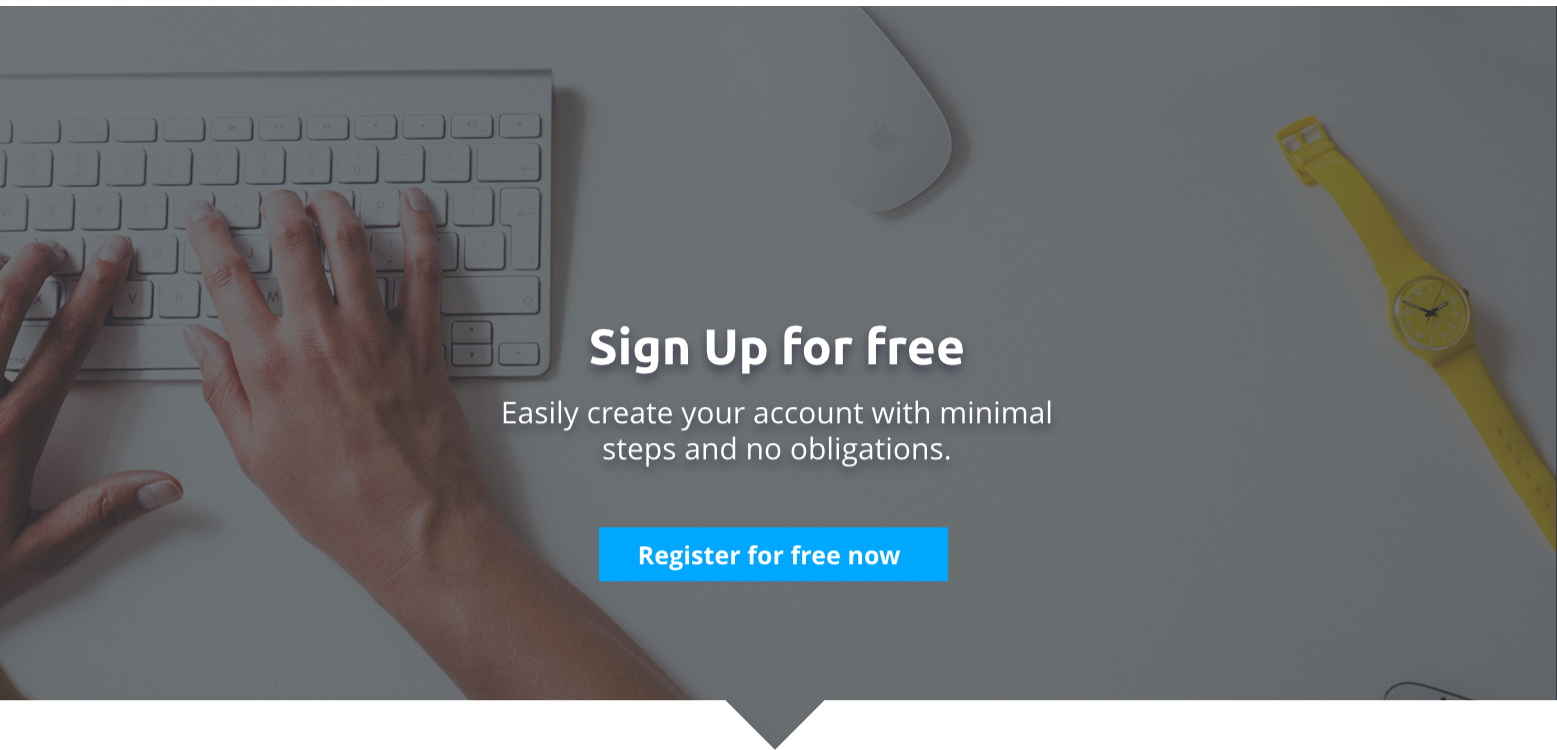 W E R T U P
X V B M
Sign Up for free
Easily create your account with minimal
steps and no obligations.
Register for free now